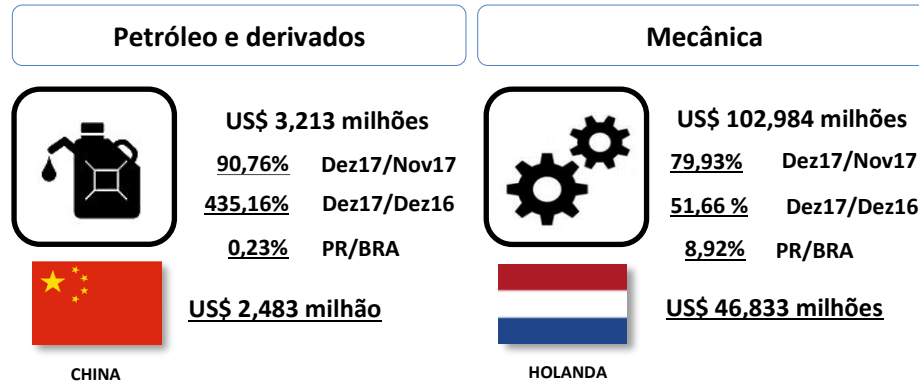 Petróleo e derivados
US$ 3,213 milhões
90,76% Dez17/Nov17
435,16% Dez17/Dez16
0,23% PR/BRA
US$ 2,483 milhão
CHINA
Mecânica
US$ 102,984 milhões
79,93% Dez17/Nov17
51,66 % Dez17/Dez16
8,92% PR/BRA
US$ 46,833 milhões
HOLANDA